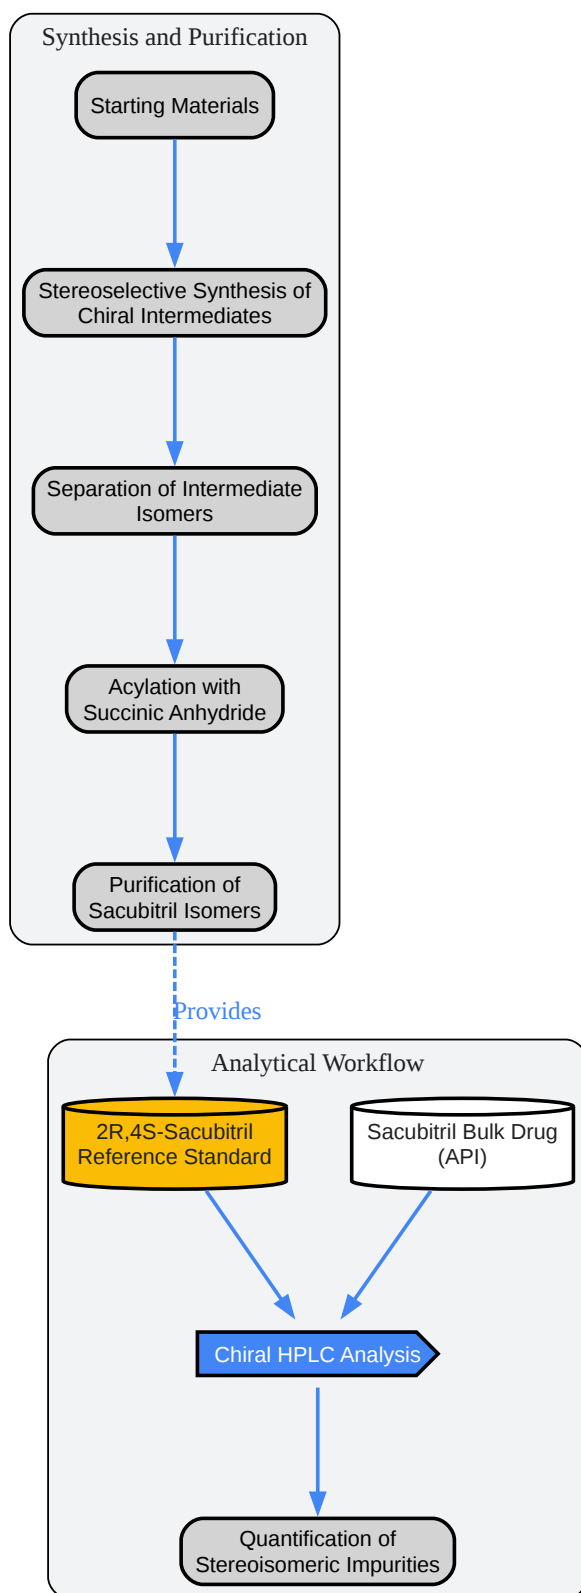 Synthesis and Purification
Starting Materials
Stereoselective Synthesis of
Chiral Intermediates
Separation of Intermediate
Isomers
Acylation with
Succinic Anhydride
Purification of
Sacubitril Isomers
Provides
Analytical Workflow
2R,4S-Sacubitril
Reference Standard
Sacubitril Bulk Drug
(API)
Chiral HPLC Analysis
Quantification of
Stereoisomeric Impurities